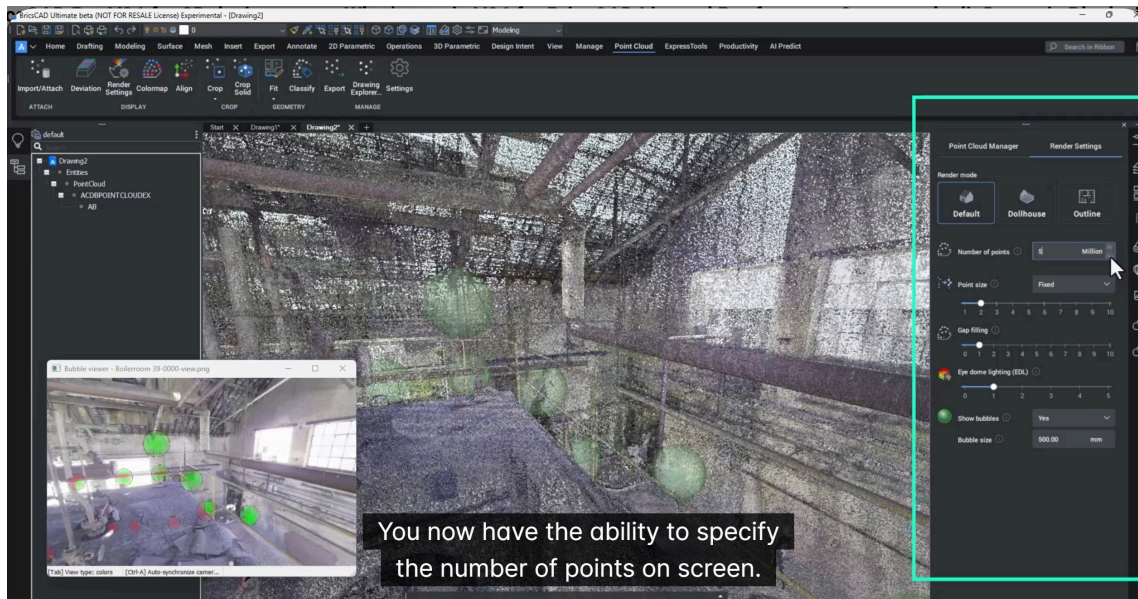 BricsCAD Ultimate beta (NOT FOR RESALE License) Experimental - [Drawing2]
0
Modeling
Home Drafting Modeling Surface Mesh Insert Export Annotate 2D Parametric Operations 3D Parametric Design Intent View Manage Point Cloud ExpressTools Productivity AI Predict
Search in Ribbon
Import/Attach Deviation Render Settings Colormap Align Crop Crop Solid Fit Classify Export Drawing Explorer... Settings
ATTACH DISPLAY CROP GEOMETRY MANAGE
default
Search
Start Drawing1* Drawing2*
Drawing2
Entities
PointCloud
ACDBPOINTCLOUDEX
AB
Point Cloud Manager Render Settings
Render mode
Default Dollhouse Outline
Number of points 5 Million
Point size Fixed
1 2 3 4 5 6 7 8 9 10
Gap filling
0 1 2 3 4 5 6 7 8 9 10
Eye dome lighting (EDL)
0 1 2 3 4 5
Show bubbles Yes
Bubble size 500.00 mm
Bubble viewer - Boilerroom 39-0000-view.png
[Tab] View type: colors [Ctrl-A] Auto-synchronize camer...
You now have the ability to specify
the number of points on screen.